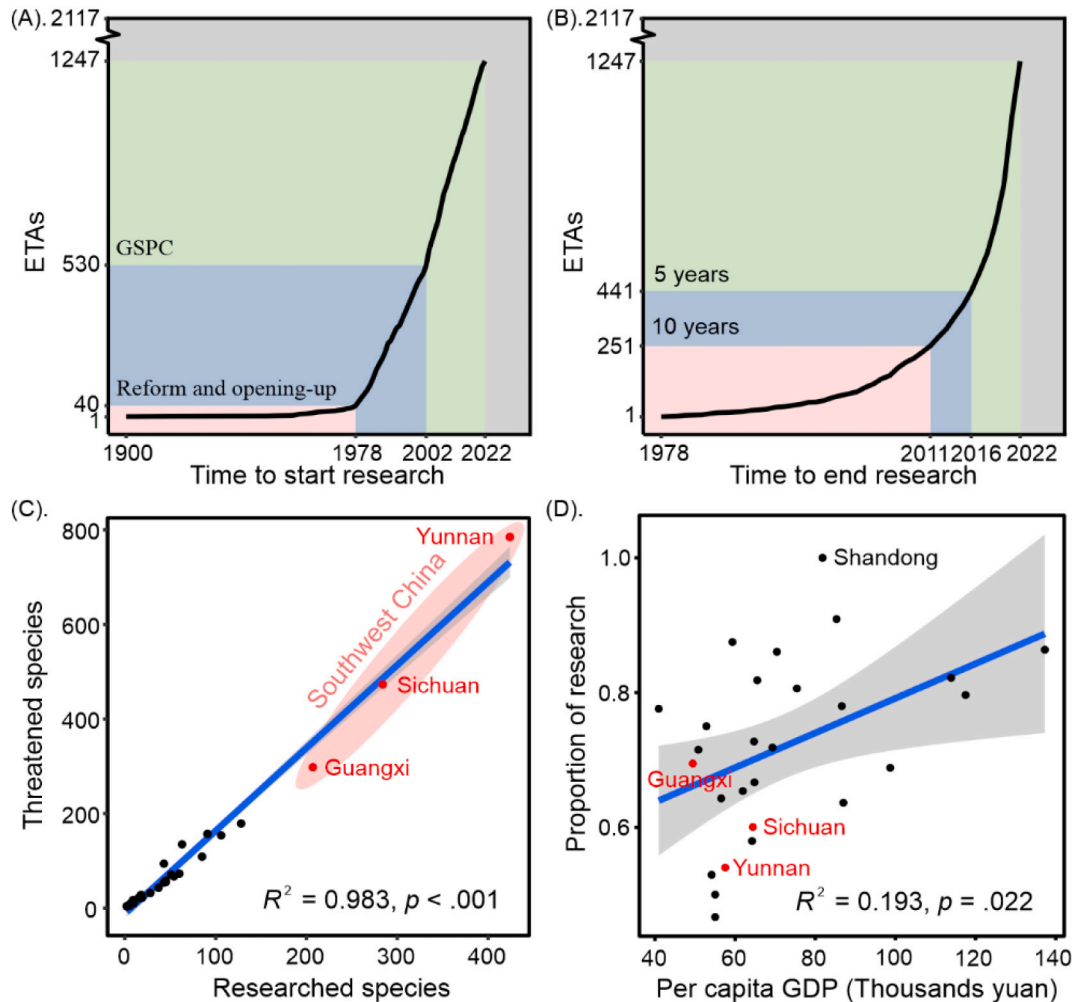 (A).
2117
1247
530
40
1
ETAs
GSPC
Reform and opening-up
1900
1978
2002
2022
Time to start research
(B).
2117
1247
441
251
1
ETAs
5 years
10 years
1978
2011
2016
2022
Time to end research
(C).
800
600
400
200
0
Threatened species
Yunnan
Southwest China
Sichuan
Guangxi
R² = 0.983, p < .001
0
100
200
300
400
Researched species
(D).
1.0
0.8
0.6
Proportion of research
Shandong
Guangxi
Sichuan
Yunnan
R² = 0.193, p = .022
40
60
80
100
120
140
Per capita GDP (Thousands yuan)